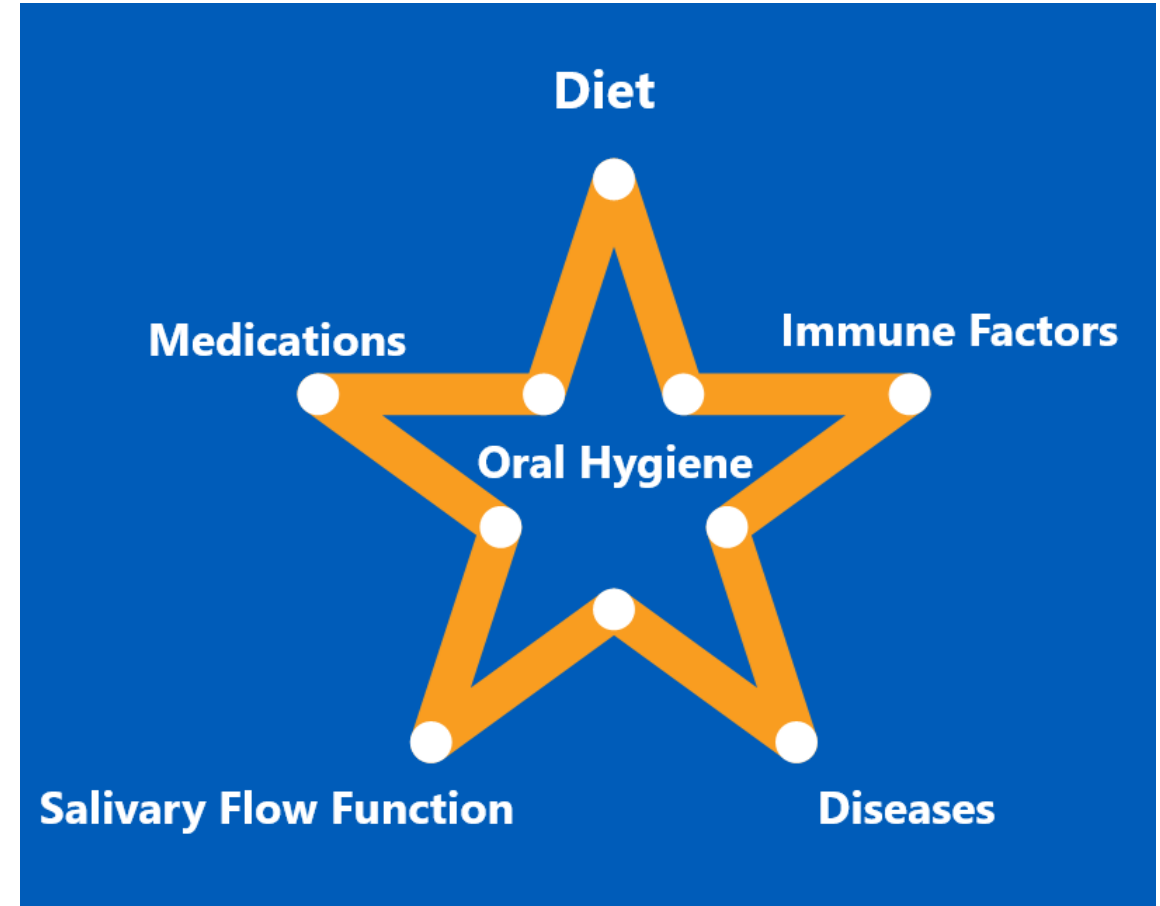 Diet
Medications
Immune Factors
Oral Hygiene
Salivary Flow Function
Diseases